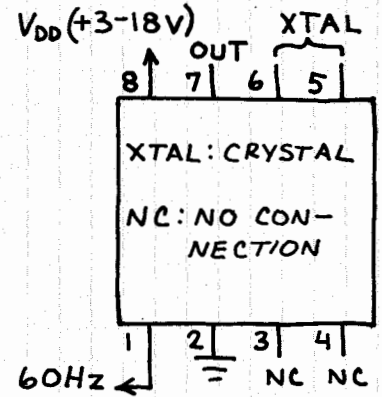 VDD (+3-18V)
XTAL
OUT
8 7 6 5
XTAL: CRYSTAL
NC: NO CON-
NECTION
1 2 3 4
60Hz
NC NC